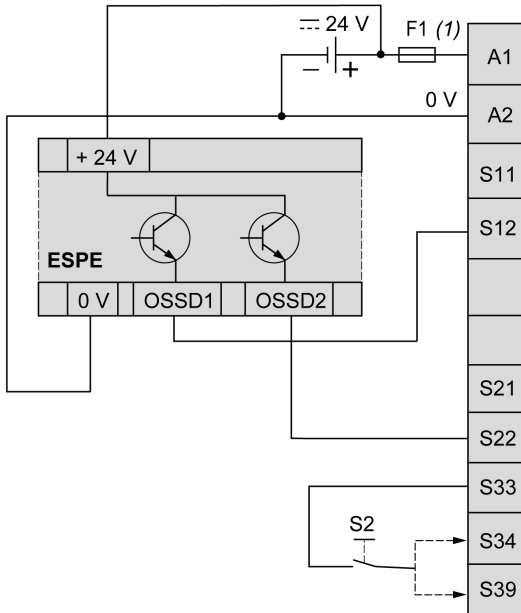 24 V
F1 (1)
A1
0 V
A2
+ 24 V
S11
S12
ESPE
0 V
OSSD1
OSSD2
S21
S22
S33
S2
S34
S39